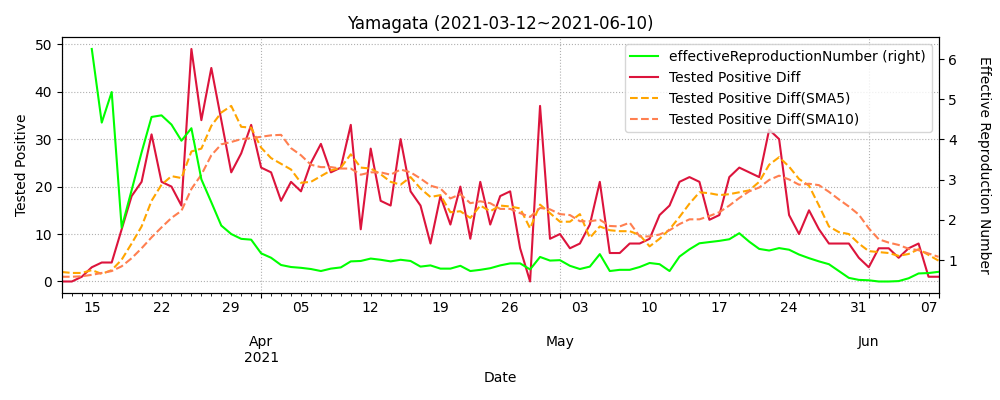 Yamagata (2021-03-12~2021-06-10)
effectiveReproductionNumber (right)
Tested Positive Diff
Tested Positive Diff(SMA5)
Tested Positive Diff(SMA10)
Tested Positive
50
40
30
20
10
0
6
5
4
3
2
1
Effective Reproduction Number
15 22 29 05 12 19 26 03 10 17 24 31 07
Apr May Jun
2021
Date